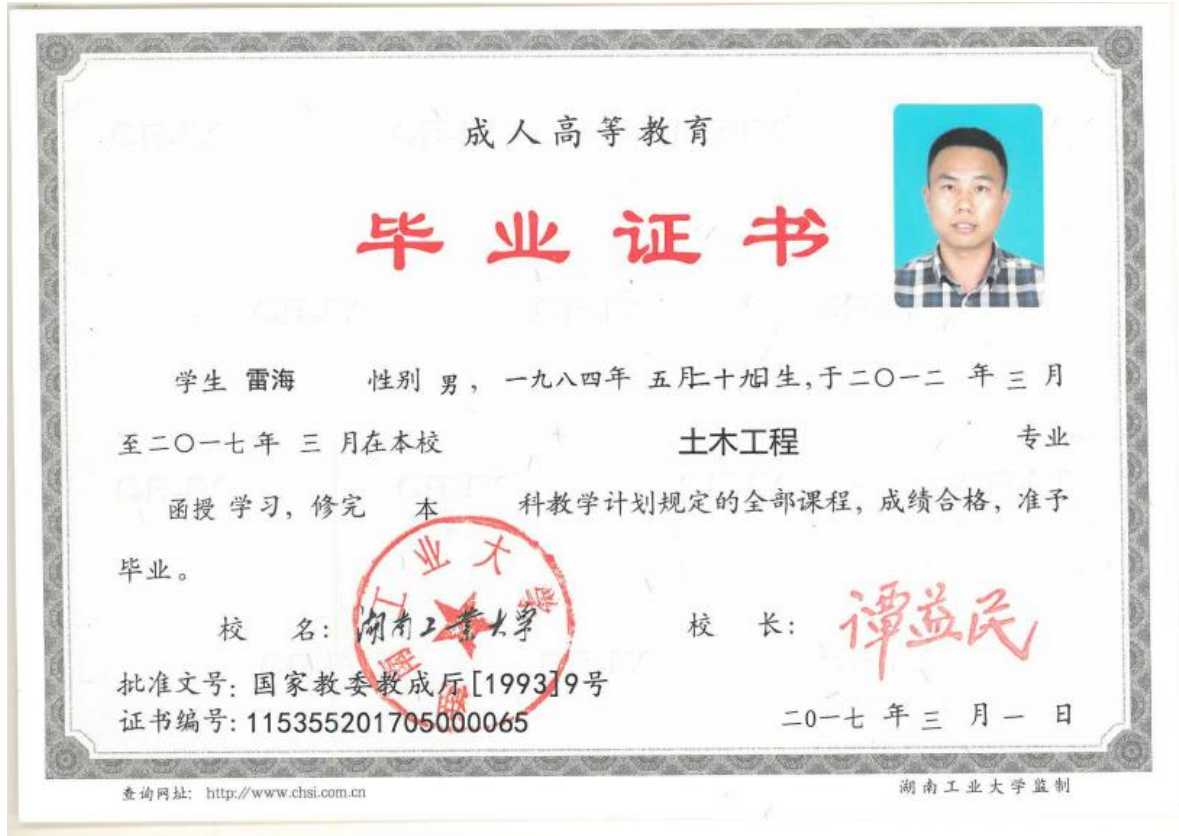 成人高等教育
毕业证书
学生 雷海 性别 男，一九八四年 五月二十九日生，于二〇一二 年 三 月
至二〇一七年 三 月在本校 土木工程 专业
函授 学习，修完 本 科教学计划规定的全部课程，成绩合格，准予
毕业。
校 名：湖南工业大学 校 长：谭益民
湖南工业大学
批准文号：国家教委教成厅[1993]9号
证书编号：115355201705000065 二0一七 年 三 月 一 日
查询网址：http://www.chsi.com.cn 湖南工业大学监制